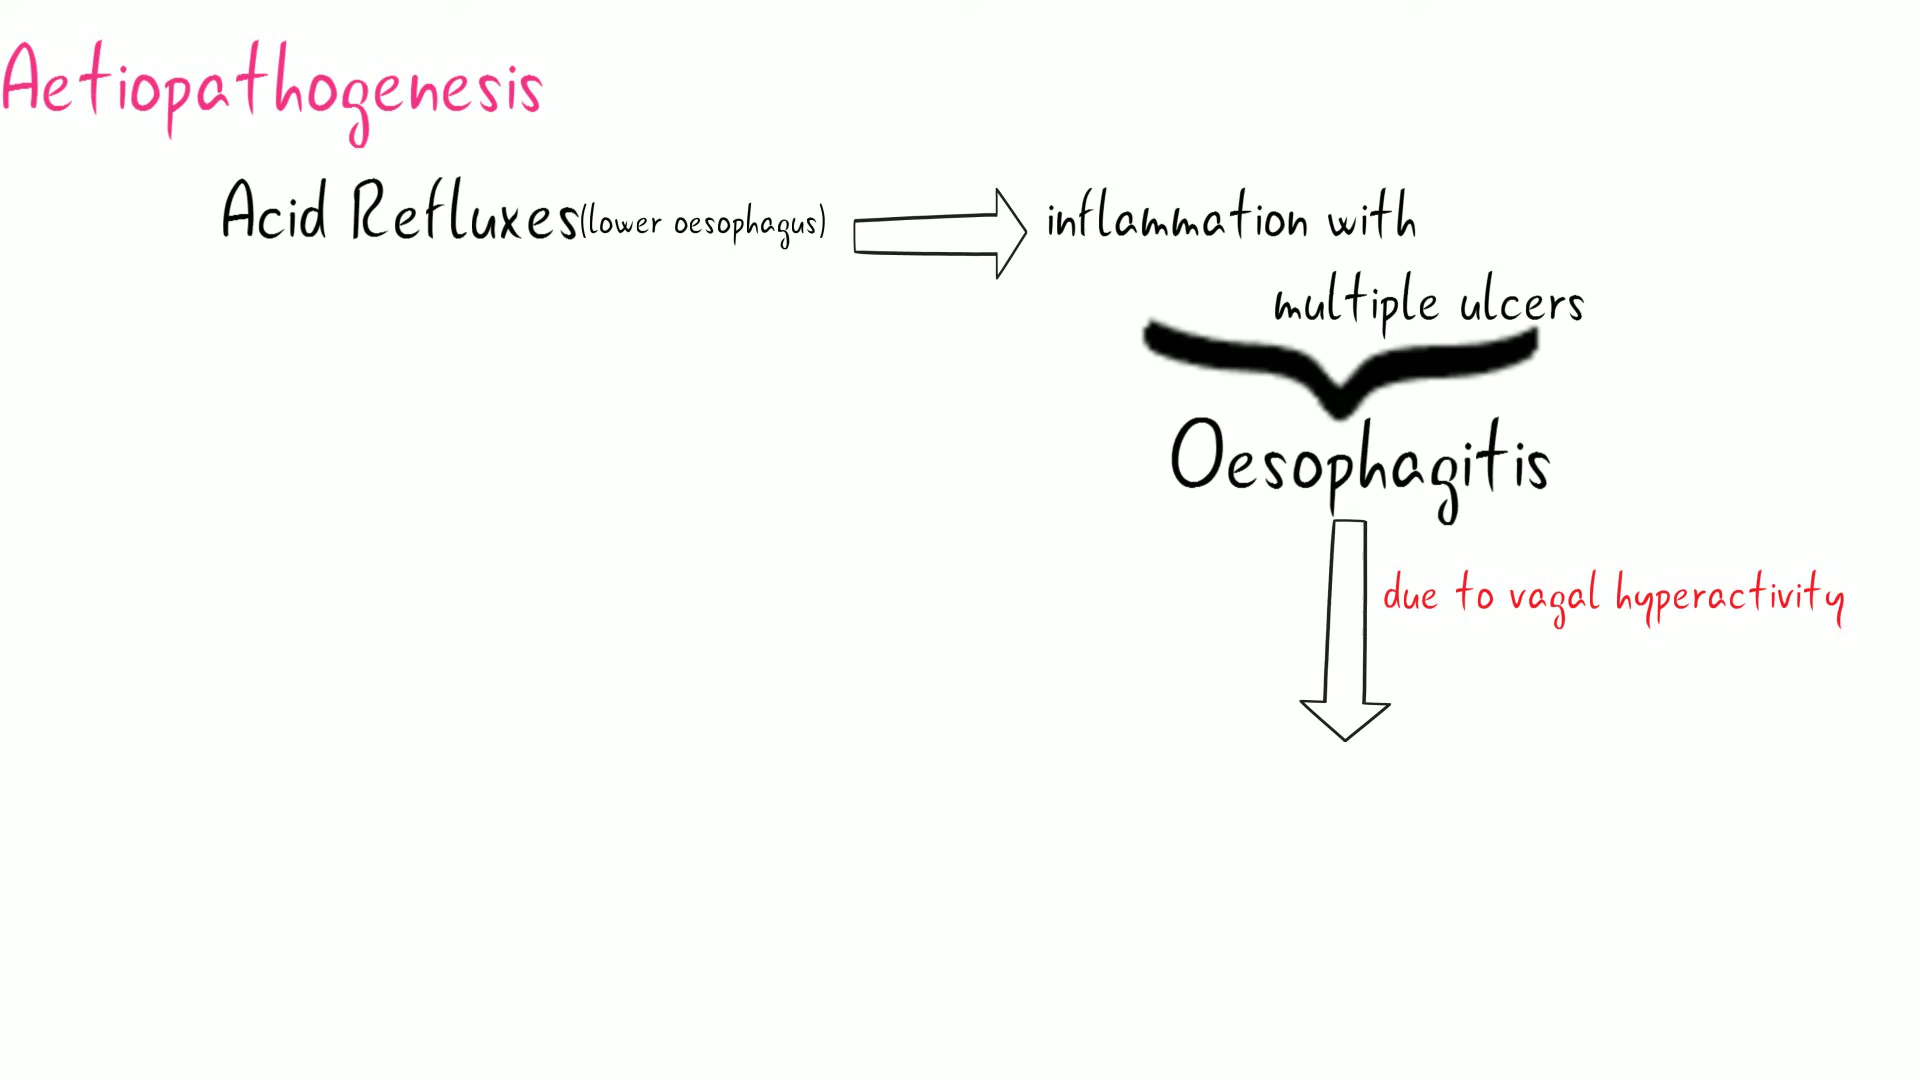 Aetiopathogenesis
Acid Refluxes(lower oesophagus)
inflammation with
multiple ulcers
Oesophagitis
due to vagal hyperactivity